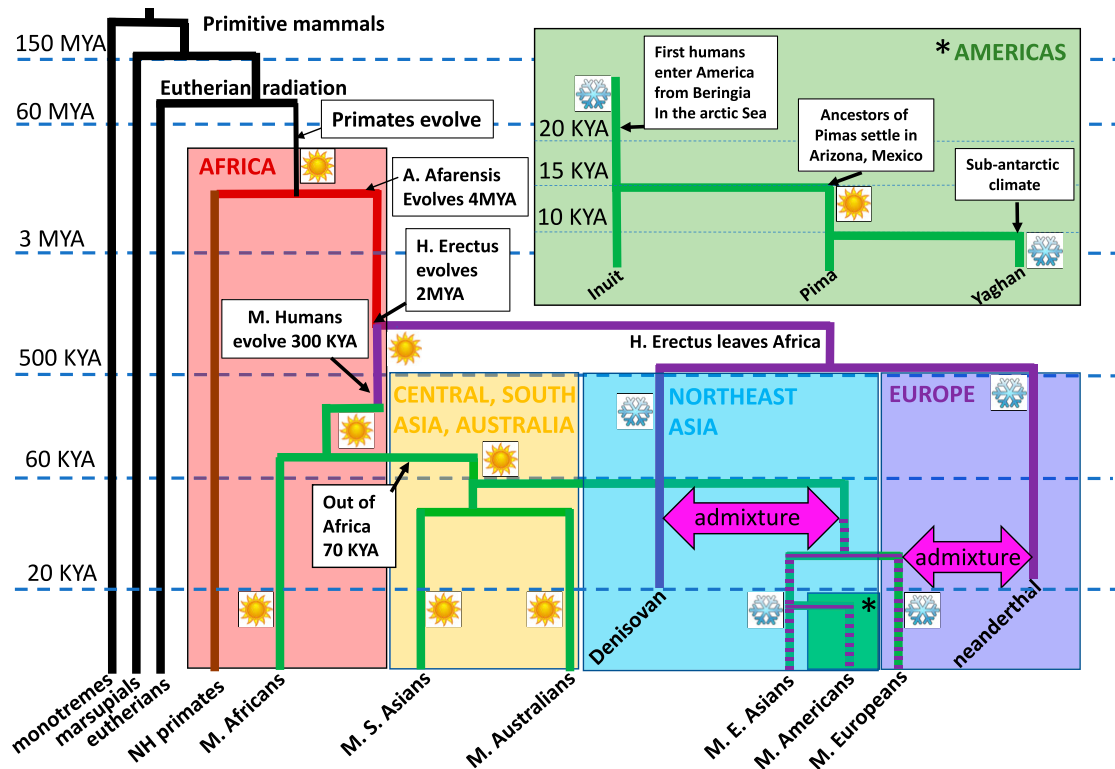 Primitive mammals
150 MYA
Eutherian radiation
60 MYA
Primates evolve
AFRICA
A. Afarensis
Evolves 4MYA
3 MYA
H. Erectus
evolves
2MYA
M. Humans
evolve 300 KYA
H. Erectus leaves Africa
500 KYA
CENTRAL, SOUTH
ASIA, AUSTRALIA
NORTHEAST
ASIA
EUROPE
60 KYA
Out of
Africa
70 KYA
admixture
admixture
20 KYA
*
monotremes
marsupials
eutherians
NH primates
M. Africans
M. S. Asians
M. Australians
Denisovan
M. E. Asians
M. Americans
M. Europeans
neanderthal
*AMERICAS
First humans
enter America
from Beringia
In the arctic Sea
20 KYA
Ancestors of
Pimas settle in
Arizona, Mexico
15 KYA
Sub-antarctic
climate
10 KYA
Inuit
Pima
Yaghan